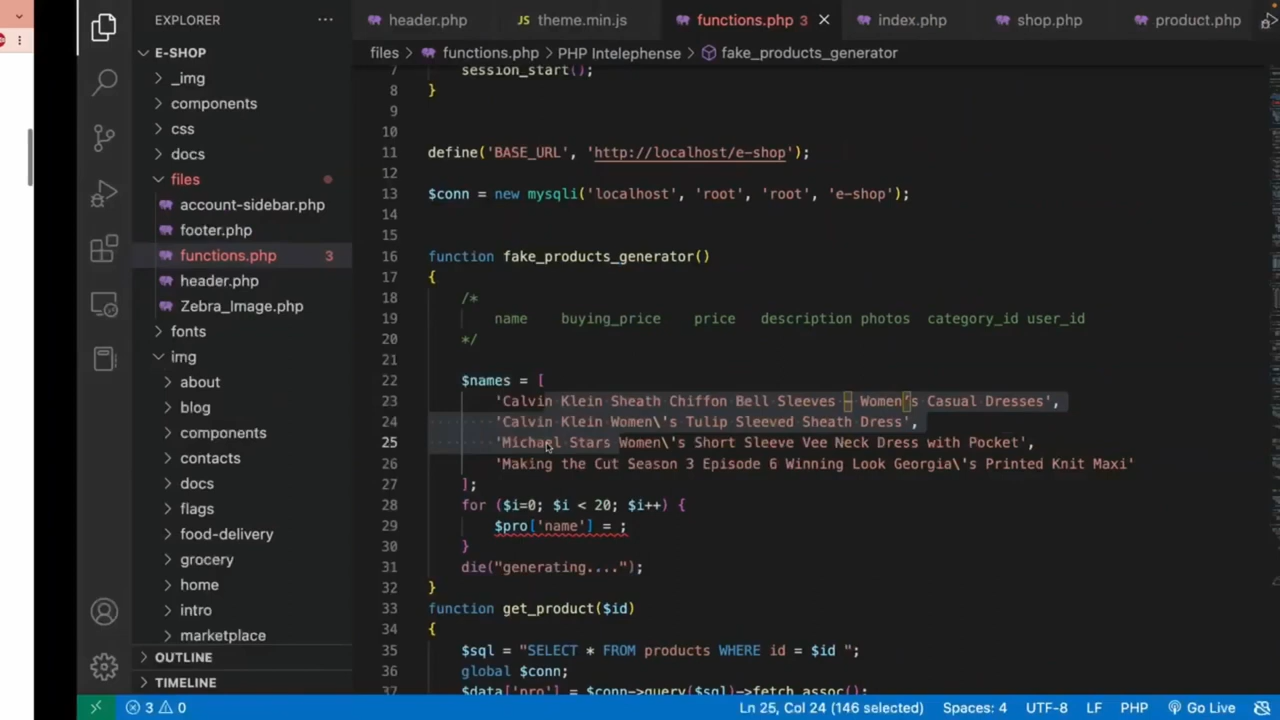 EXPLORER
header.php
theme.min.js
functions.php 3
index.php
shop.php
product.php
E-SHOP
files
functions.php
PHP Intelephense
fake_products_generator
_img
components
css
docs
files
account-sidebar.php
footer.php
functions.php 3
header.php
Zebra_Image.php
fonts
img
about
blog
components
contacts
docs
flags
food-delivery
grocery
home
intro
marketplace
OUTLINE
TIMELINE
7 session_start();
8 }
9
10
11 define('BASE_URL', 'http://localhost/e-shop');
12
13 $conn = new mysqli('localhost', 'root', 'root', 'e-shop');
14
15
16 function fake_products_generator()
17 {
18 /*
19 name buying_price price description photos category_id user_id
20 */
21
22 $names = [
23 'Calvin Klein Sheath Chiffon Bell Sleeves – Women’s Casual Dresses',
24 'Calvin Klein Women\'s Tulip Sleeved Sheath Dress',
25 'Michael Stars Women\'s Short Sleeve Vee Neck Dress with Pocket',
26 'Making the Cut Season 3 Episode 6 Winning Look Georgia\'s Printed Knit Maxi'
27 ];
28 for ($i=0; $i < 20; $i++) {
29 $pro['name'] = ;
30 }
31 die("generating....");
32 }
33 function get_product($id)
34 {
35 $sql = "SELECT * FROM products WHERE id = $id ";
36 global $conn;
37 $data['pro'] = $conn->query($sql)->fetch_assoc();
3 0
Ln 25, Col 24 (146 selected)
Spaces: 4
UTF-8
LF
PHP
Go Live